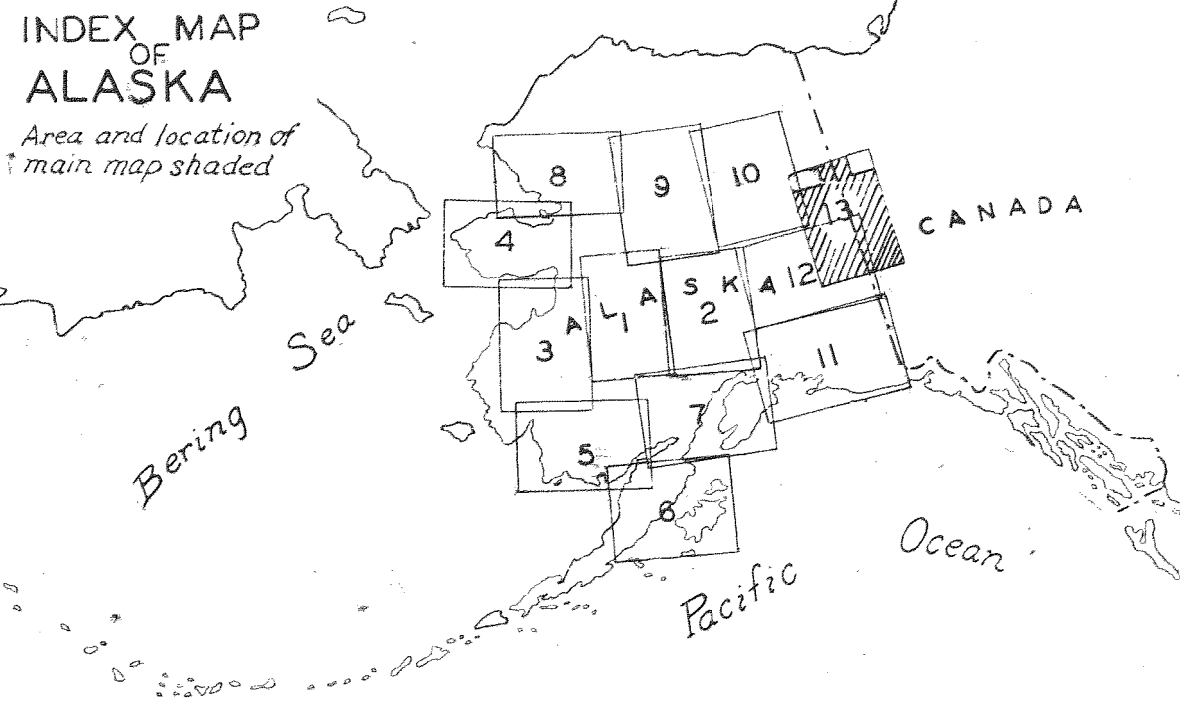 INDEX MAP
OF
ALASKA
Area and location of
main map shaded
8
9
10
13
CANADA
4
ALASKA
12
1
2
3
11
Bering Sea
7
5
6
Pacific Ocean